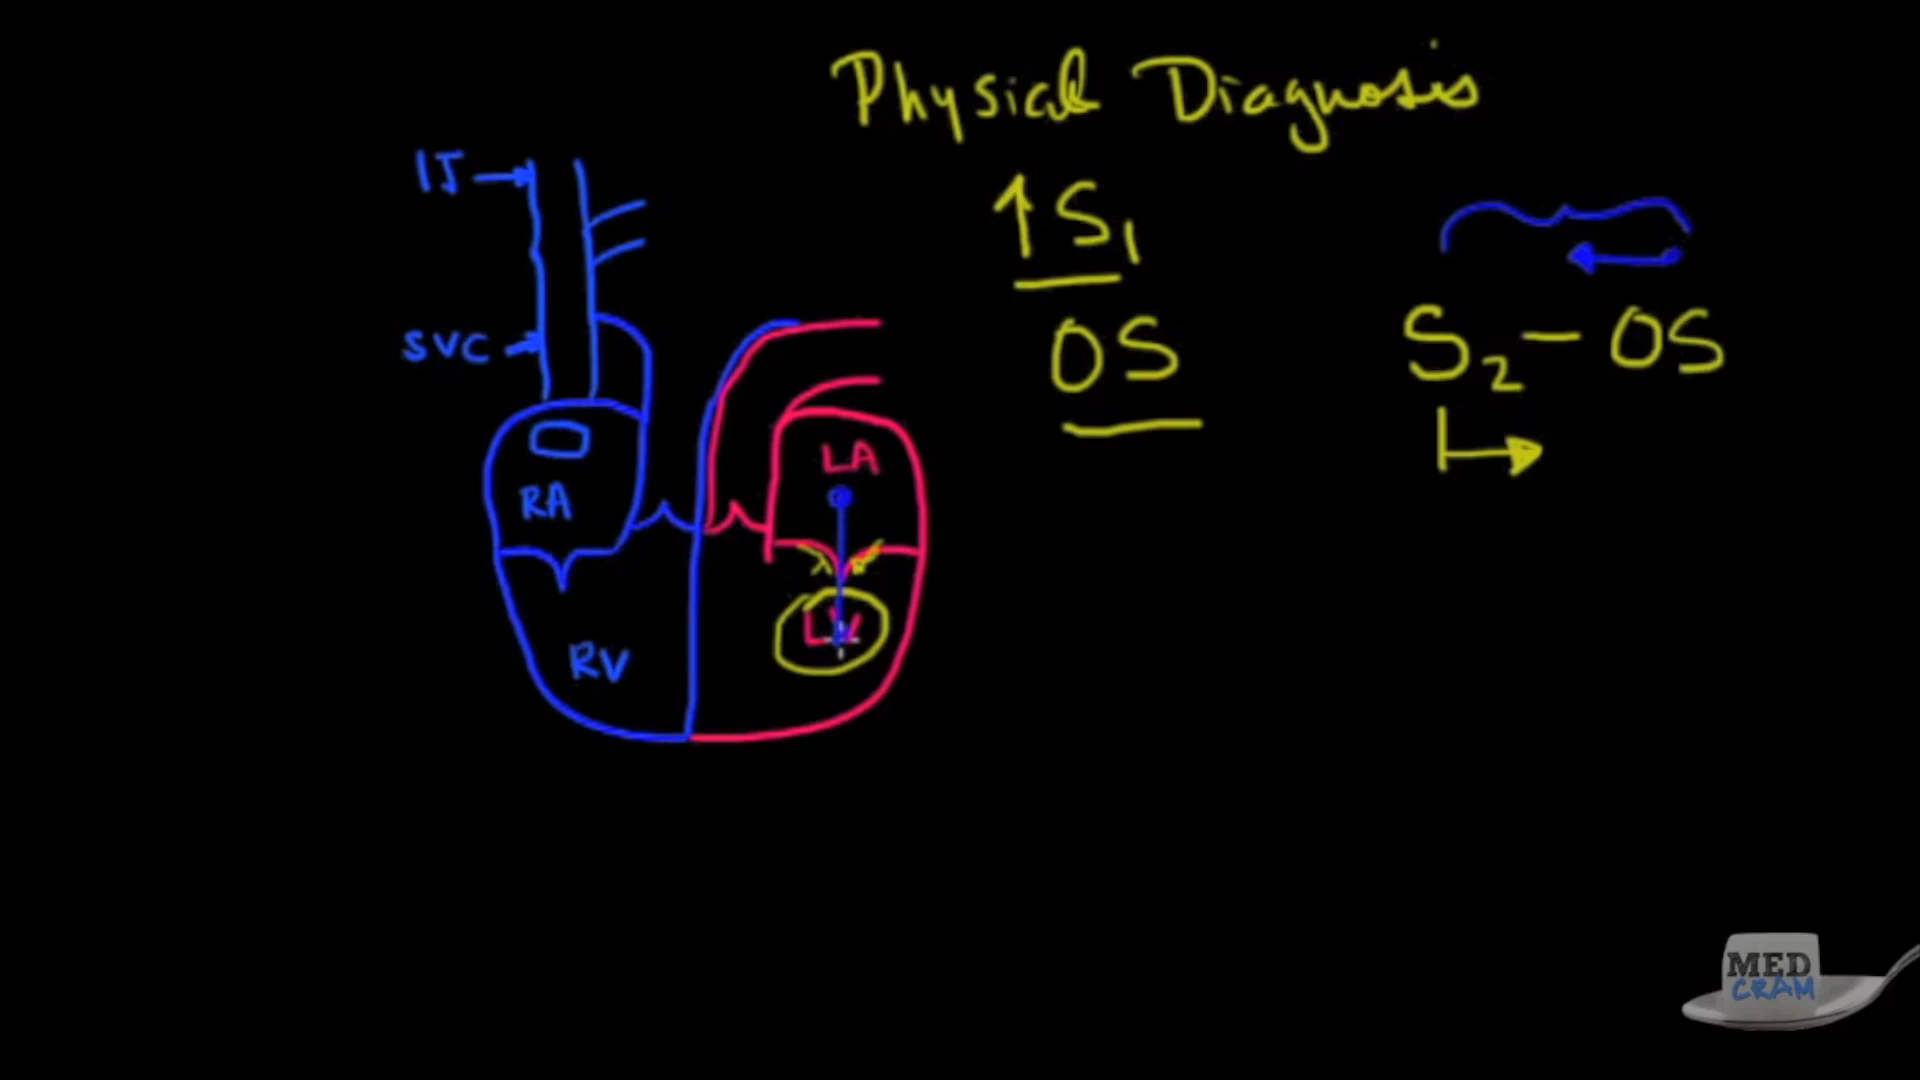 Physical Diagnosis
IJ
↑S₁
SVC
OS
S₂-OS
LA
RA
LV
RV
MED
CRAM